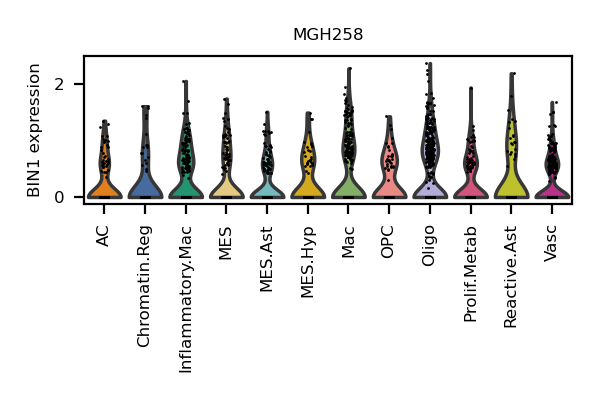 MGH258
BIN1 expression
2
0
AC
Chromatin.Reg
Inflammatory.Mac
MES
MES.Ast
MES.Hyp
Mac
OPC
Oligo
Prolif.Metab
Reactive.Ast
Vasc